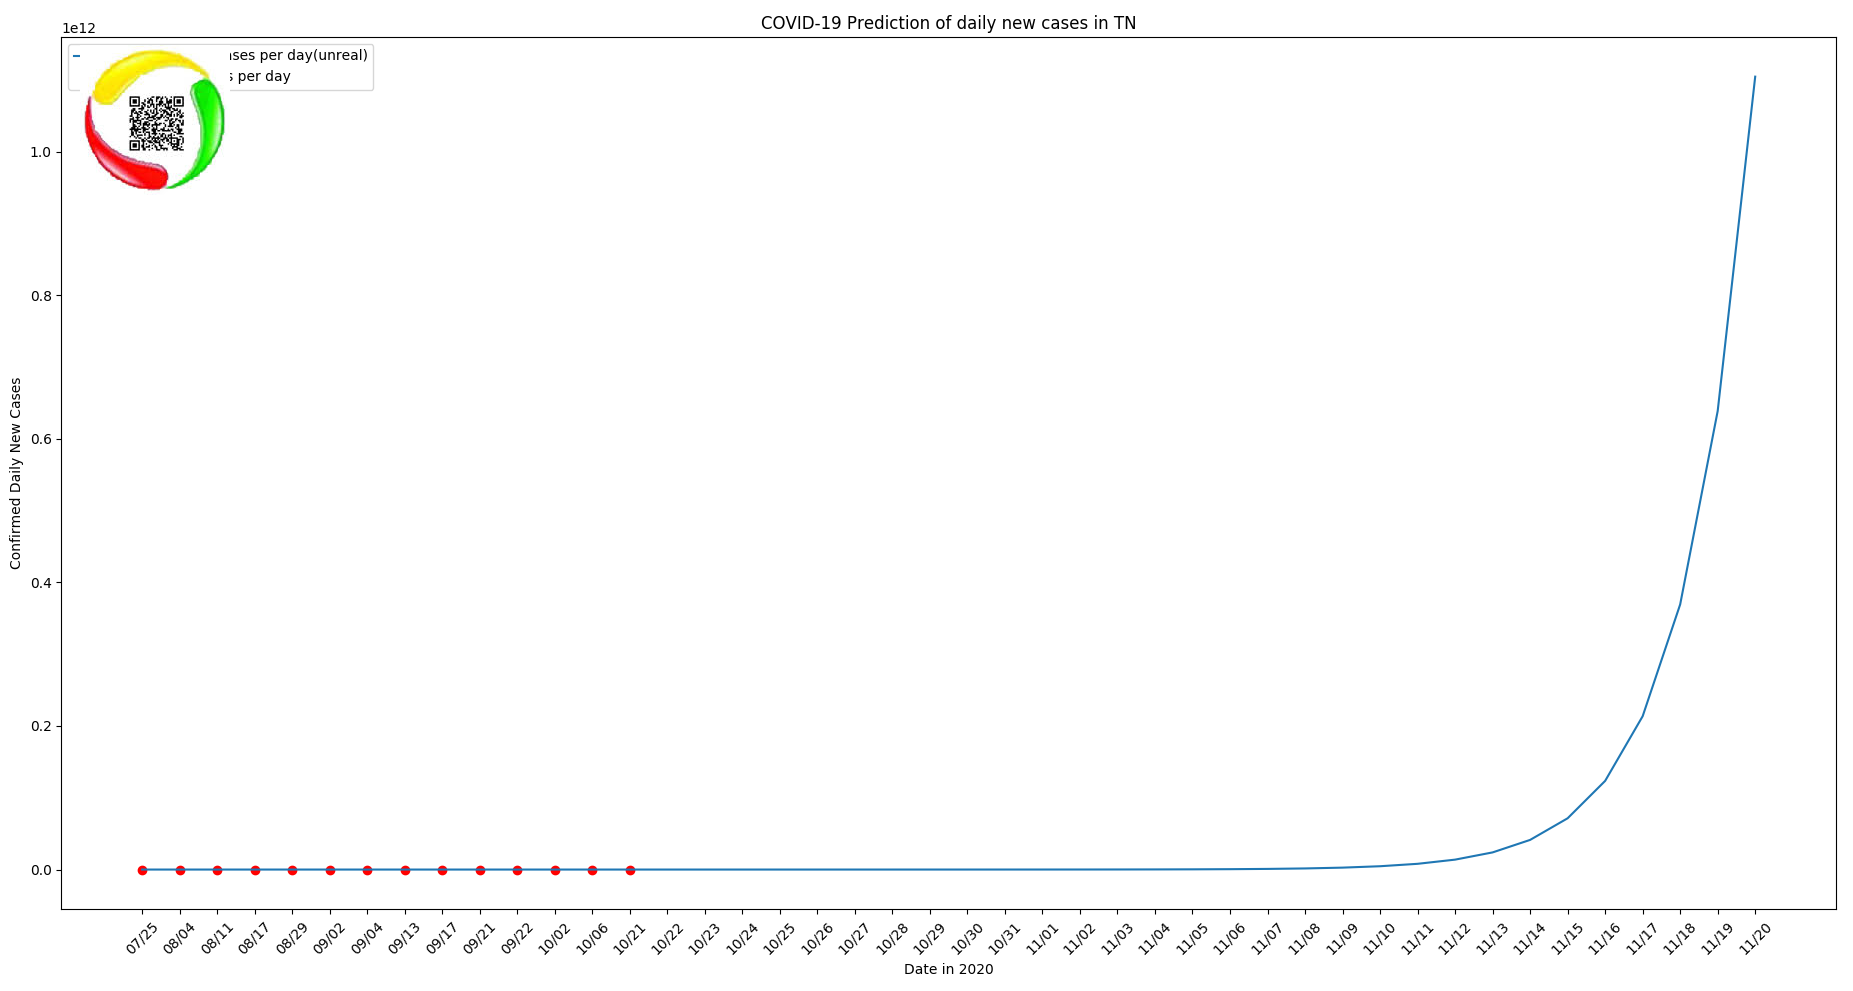 COVID-19 Prediction of daily new cases in TN
1e12
per day(unreal)
per day
1.0
0.8
0.6
0.4
0.2
0.0
Confirmed Daily New Cases
07/25 08/04 08/11 08/17 08/29 09/02 09/04 09/13 09/17 09/21 09/22 10/02 10/06 10/21 10/22 10/23 10/24 10/25 10/26 10/27 10/28 10/29 10/30 10/31 11/01 11/02 11/03 11/04 11/05 11/06 11/07 11/08 11/09 11/10 11/11 11/12 11/13 11/14 11/15 11/16 11/17 11/18 11/19 11/20
Date in 2020